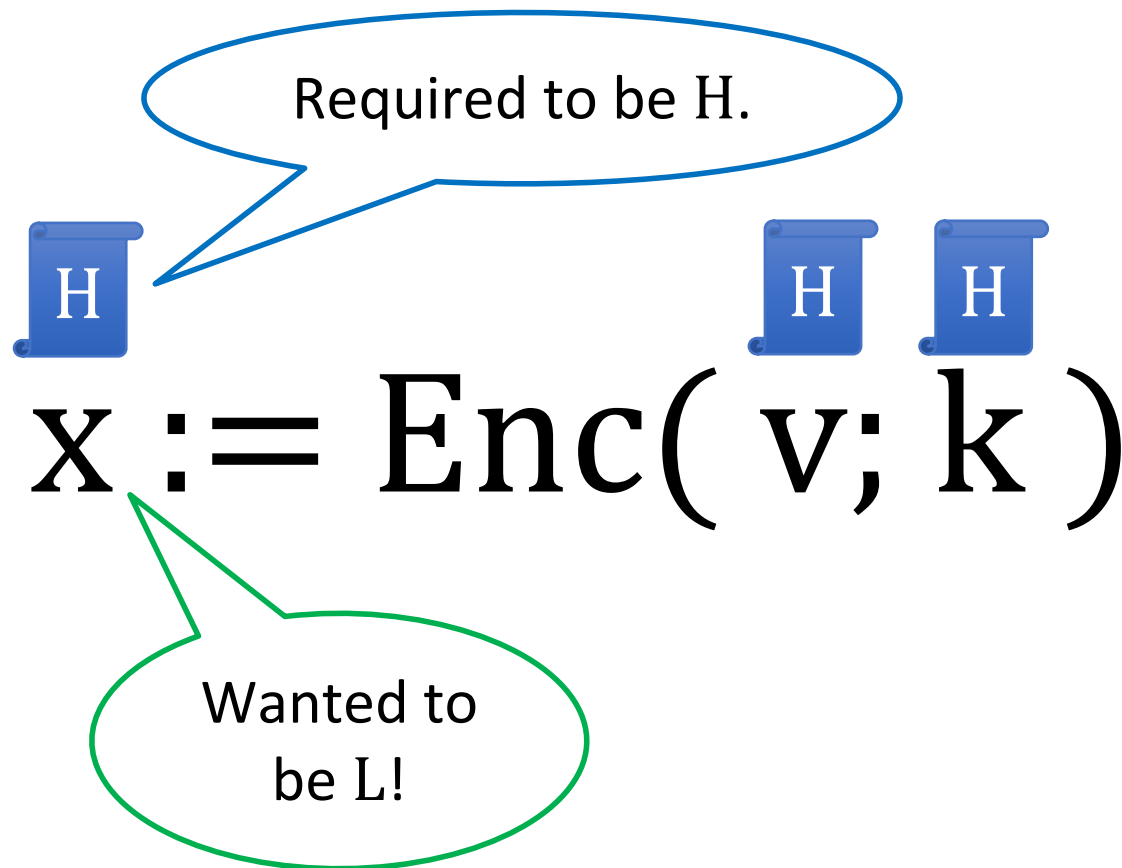 Required to be H.
H H H
x := Enc( v; k )
Wanted to
be L!